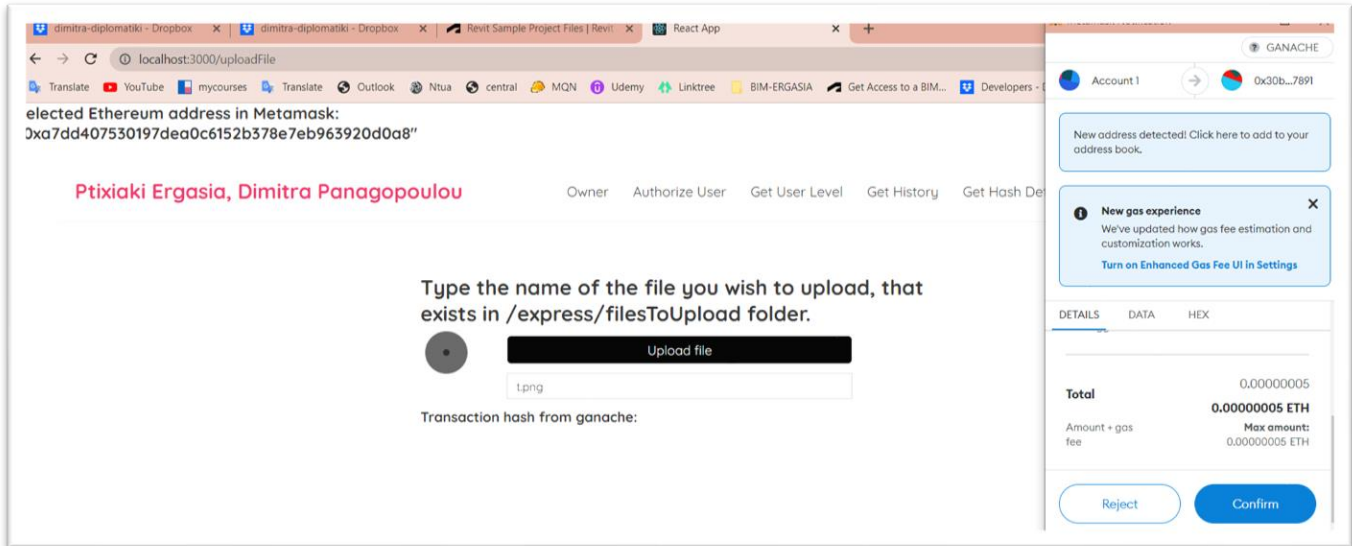 dimitra-diplomatiki - Dropbox
dimitra-diplomatiki - Dropbox
Revit Sample Project Files | Revit
React App
localhost:3000/uploadFile
Translate YouTube mycourses Translate Outlook Ntua central MQN Udemy Linktree BIM-ERGASIA Get Access to a BIM... Developers -
elected Ethereum address in Metamask:
0xa7dd407530197dea0c6152b378e7eb963920d0a8"
Ptixiaki Ergasia, Dimitra Panagopoulou
Owner Authorize User Get User Level Get History Get Hash De
Type the name of the file you wish to upload, that
exists in /express/filesToUpload folder.
Upload file
t.png
Transaction hash from ganache:
GANACHE
Account 1
0x30b...7891
New address detected! Click here to add to your
address book.
New gas experience
We've updated how gas fee estimation and
customization works.
Turn on Enhanced Gas Fee UI in Settings
DETAILS DATA HEX
Total
0.00000005
0.00000005 ETH
Amount + gas
fee
Max amount:
0.00000005 ETH
Reject
Confirm